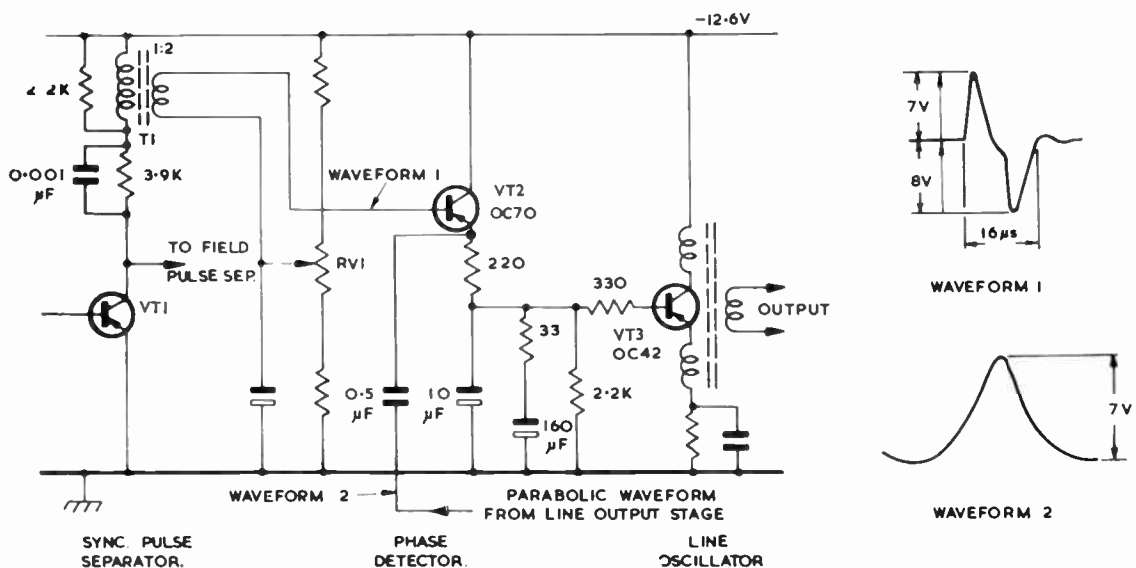 -12.6V
1:2
2.2K
T1
0.001
µF
3.9K
WAVEFORM 1
VT2
OC70
TO FIELD
PULSE SEP.
RV1
220
VT1
330
VT3
OC42
OUTPUT
33
0.5
µF
10
µF
2.2K
160
µF
WAVEFORM 2
PARABOLIC WAVEFORM
FROM LINE OUTPUT STAGE
SYNC. PULSE
SEPARATOR.
PHASE
DETECTOR.
LINE
OSCILLATOR
7V
8V
16µs
WAVEFORM 1
7V
WAVEFORM 2